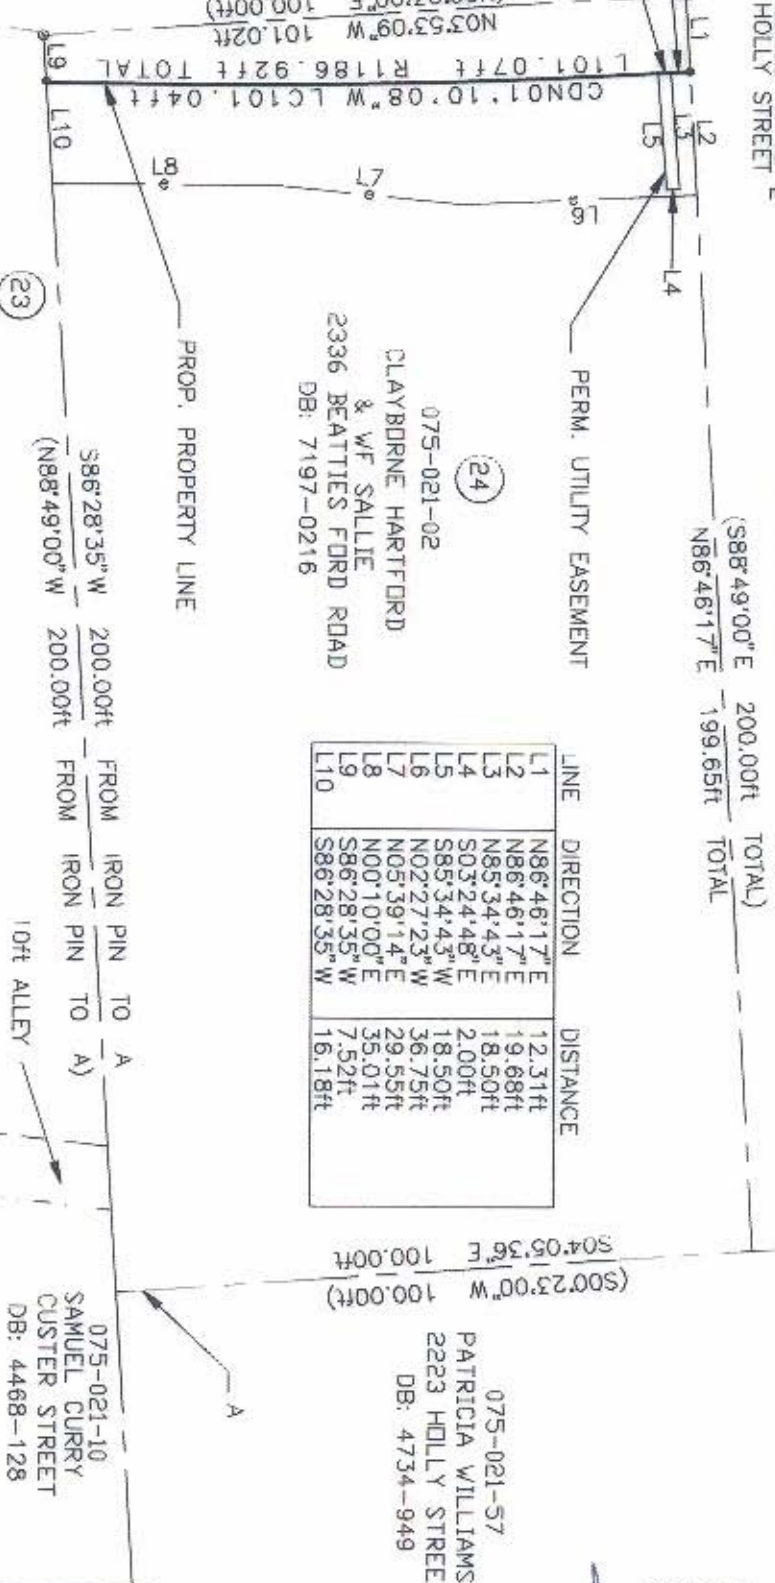 HOLLY STREET
(S88°49'00"E 200.00ft TOTAL)
N86°46'17"E 199.65ft TOTAL
L1
L2
L3
L5
L4
L6
L7
L8
L9
L10
N03°53'09"W 101.02ft
L101.07ft R1186.92ft TOTAL
CDN01°10'08"W LC101.04ft
PERM. UTILITY EASEMENT
24
075-021-02
CLAYBORNE HARTFORD
& WF SALLIE
2336 BEATTIES FORD ROAD
DB: 7197-0216
PROP. PROPERTY LINE
23
LINE DIRECTION DISTANCE
L1 N86°46'17"E 12.31ft
L2 N86°46'17"E 19.68ft
L3 N85°34'43"E 18.50ft
L4 S03°24'48"E 2.00ft
L5 S85°34'43"W 18.50ft
L6 N02°27'23"W 36.75ft
L7 N05°39'14"E 29.55ft
L8 N00°10'00"E 35.01ft
L9 S86°28'35"W 7.52ft
L10 S86°28'35"W 16.18ft
S86°28'35"W 200.00ft FROM IRON PIN TO A
(N88°49'00"W 200.00ft FROM IRON PIN TO A)
10ft ALLEY
S04°05'36"E 100.00ft
(S00°23'00"W 100.00ft)
A
075-021-57
PATRICIA WILLIAMS
2223 HOLLY STREE
DB: 4734-949
075-021-10
SAMUEL CURRY
CUSTER STREET
DB: 4468-128